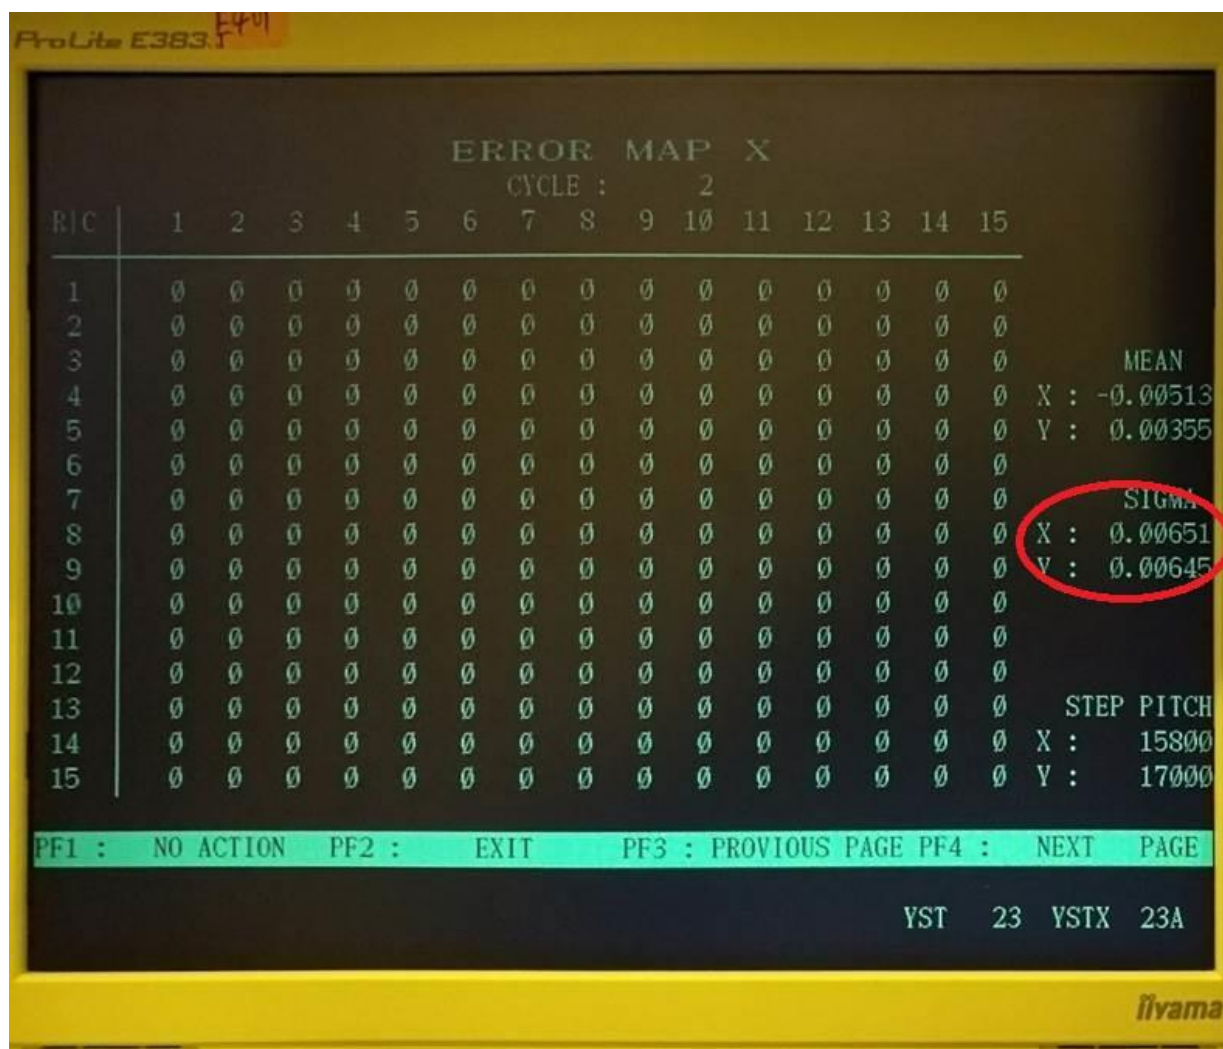 ProLite E383
E401
ERROR MAP X
CYCLE : 2
R|C 1 2 3 4 5 6 7 8 9 10 11 12 13 14 15
1 0 0 0 0 0 0 0 0 0 0 0 0 0 0 0
2 0 0 0 0 0 0 0 0 0 0 0 0 0 0 0
3 0 0 0 0 0 0 0 0 0 0 0 0 0 0 0 MEAN
4 0 0 0 0 0 0 0 0 0 0 0 0 0 0 0 X : -0.00513
5 0 0 0 0 0 0 0 0 0 0 0 0 0 0 0 Y : 0.00355
6 0 0 0 0 0 0 0 0 0 0 0 0 0 0 0
7 0 0 0 0 0 0 0 0 0 0 0 0 0 0 0 SIGMA
8 0 0 0 0 0 0 0 0 0 0 0 0 0 0 0 X : 0.00651
9 0 0 0 0 0 0 0 0 0 0 0 0 0 0 0 Y : 0.00645
10 0 0 0 0 0 0 0 0 0 0 0 0 0 0 0
11 0 0 0 0 0 0 0 0 0 0 0 0 0 0 0
12 0 0 0 0 0 0 0 0 0 0 0 0 0 0 0
13 0 0 0 0 0 0 0 0 0 0 0 0 0 0 0 STEP PITCH
14 0 0 0 0 0 0 0 0 0 0 0 0 0 0 0 X : 15800
15 0 0 0 0 0 0 0 0 0 0 0 0 0 0 0 Y : 17000
PF1 : NO ACTION PF2 : EXIT PF3 : PROVIOUS PAGE PF4 : NEXT PAGE
YST 23 YSTX 23A
iiyama